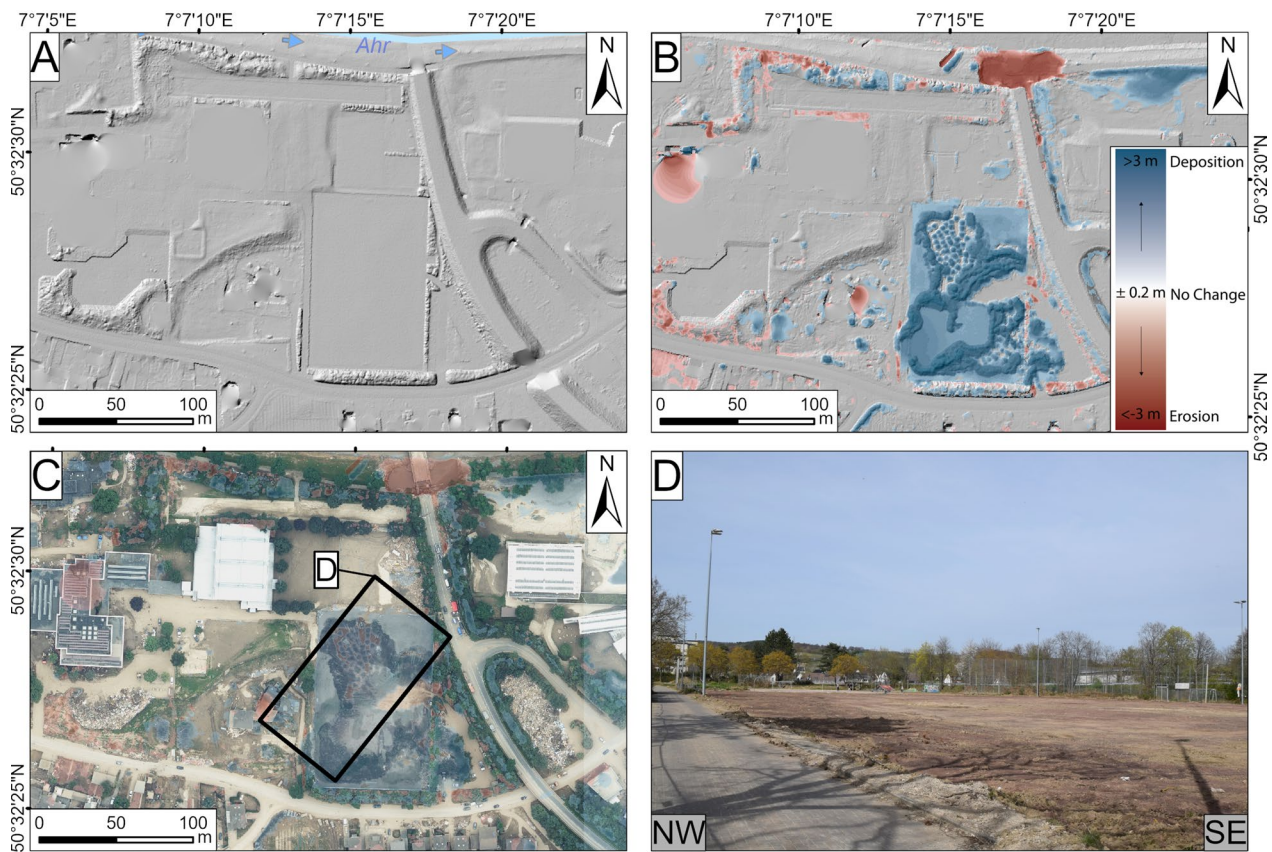 7°7'5"E 7°7'10"E 7°7'15"E 7°7'20"E
7°7'10"E 7°7'15"E 7°7'20"E
A
Ahr
N
50°32'30"N
50°32'25"N
0 50 100
m
B
N
>3 m Deposition
± 0.2 m No Change
<-3 m Erosion
50°32'30"N
50°32'25"N
0 50 100
m
C
N
D
50°32'30"N
50°32'25"N
0 50 100
m
D
NW
SE